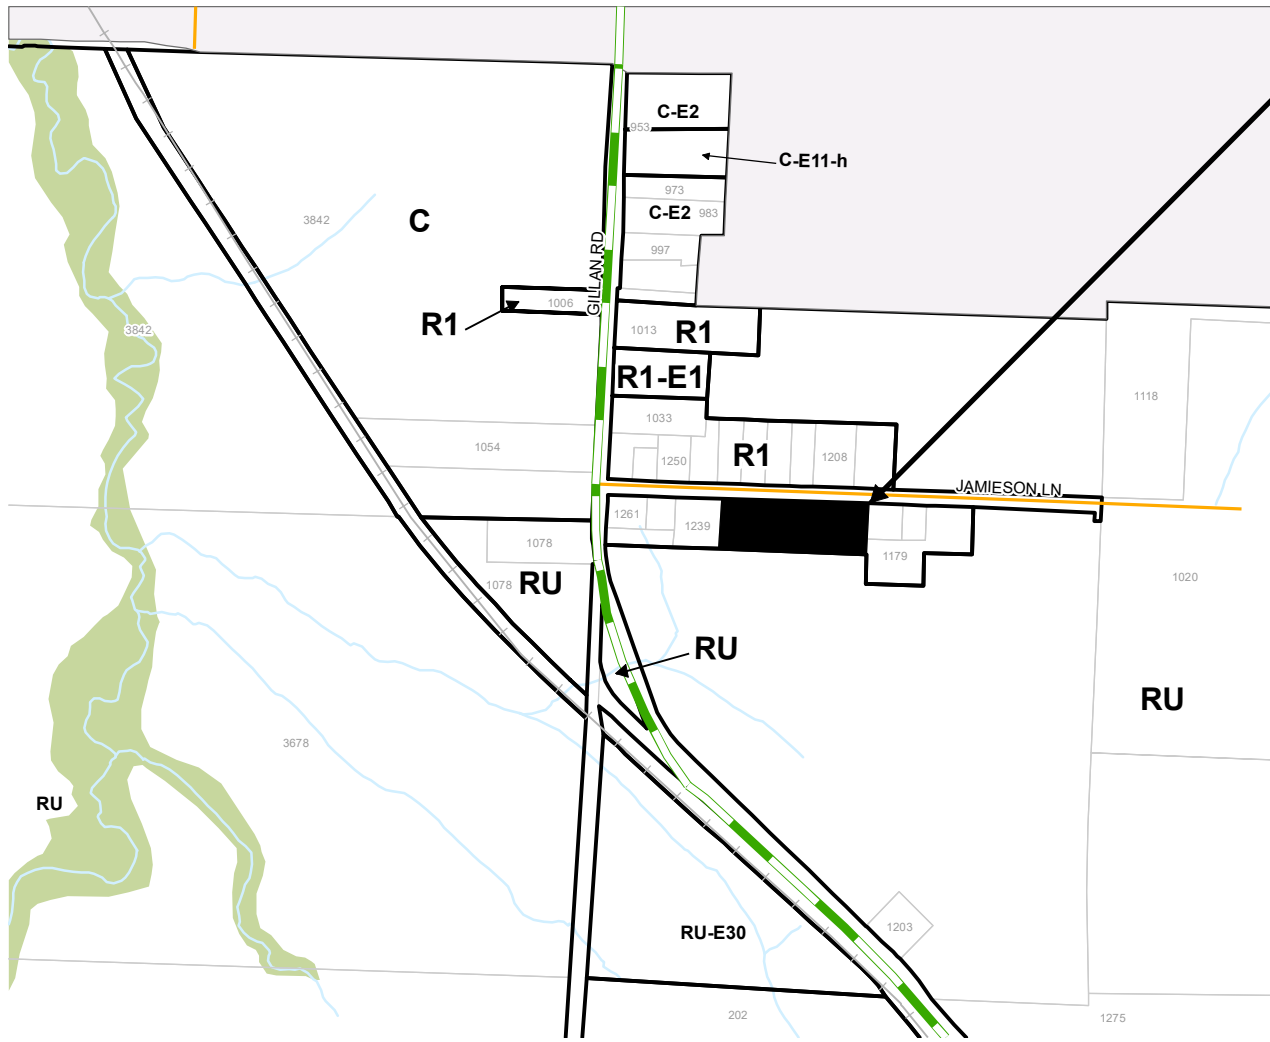 C-E2
953
C-E11-h
973
C-E2
983
3842
C
997
GILLAN RD
1006
R1
1013
R1
3842
R1-E1
1118
1033
1054
1250
R1
1208
JAMIESON LN
1261
1239
1078
1179
1078
RU
1020
RU
RU
3678
RU
1203
RU-E30
202
1275